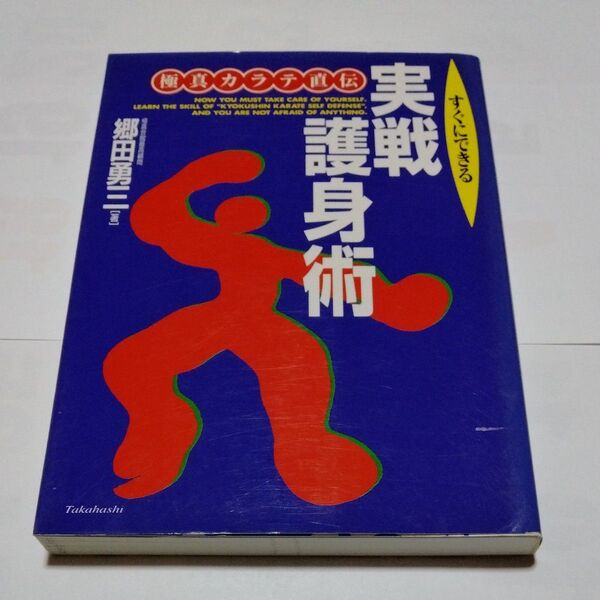 極真カラテ直伝
NOW YOU MUST TAKE CARE OF YOURSELF,
LEARN THE SKILL OF "KYOKUSHIN KARATE SELF DEFENSE",
AND YOU ARE NOT AFRAID OF ANYTHING.
すぐにできる
実戦
護身術
郷田勇三[著]
Takahashi